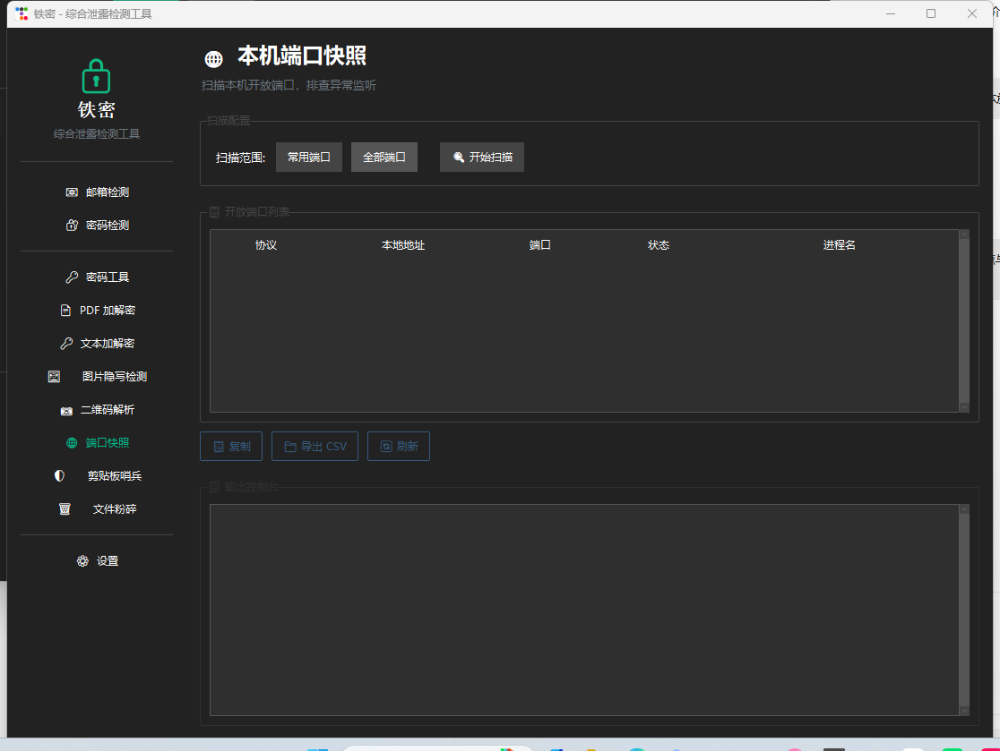 铁密 - 综合泄露检测工具
铁密
综合泄露检测工具
邮箱检测
密码检测
密码工具
PDF 加解密
文本加解密
图片隐写检测
二维码解析
端口快照
剪贴板哨兵
文件粉碎
设置
本机端口快照
扫描本机开放端口，排查异常监听
扫描配置
扫描范围: 常用端口 全部端口 开始扫描
开放端口列表
协议 本地地址 端口 状态 进程名
复制 导出 CSV 刷新
输出控制台